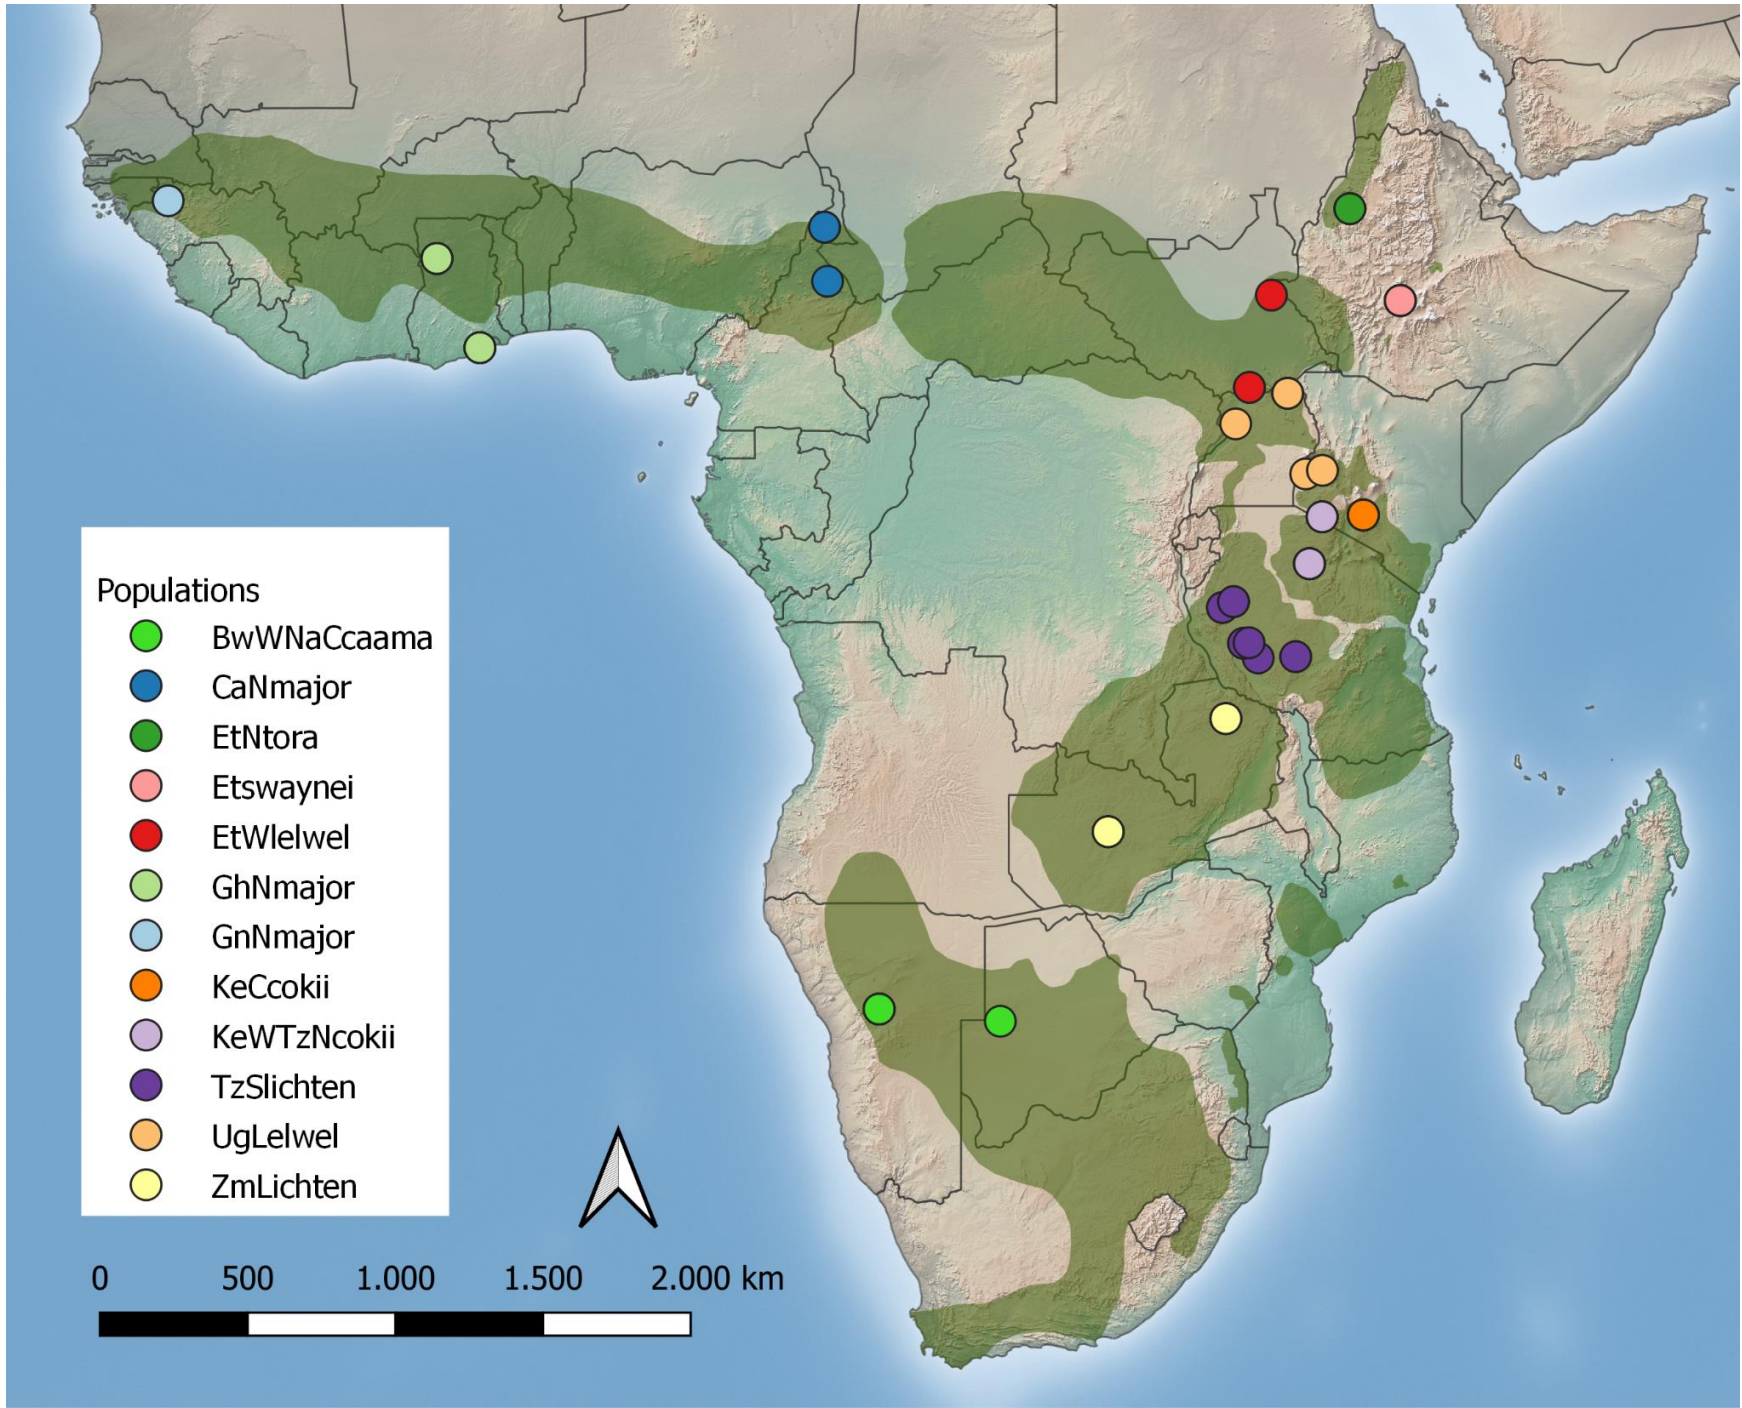 Populations
BwWNaCcaama
CaNmajor
EtNtora
Etswaynei
EtWlelwel
GhNmajor
GnNmajor
KeCcokii
KeWTzNcokii
TzSlichten
UgLelwel
ZmLichten
0 500 1.000 1.500 2.000 km